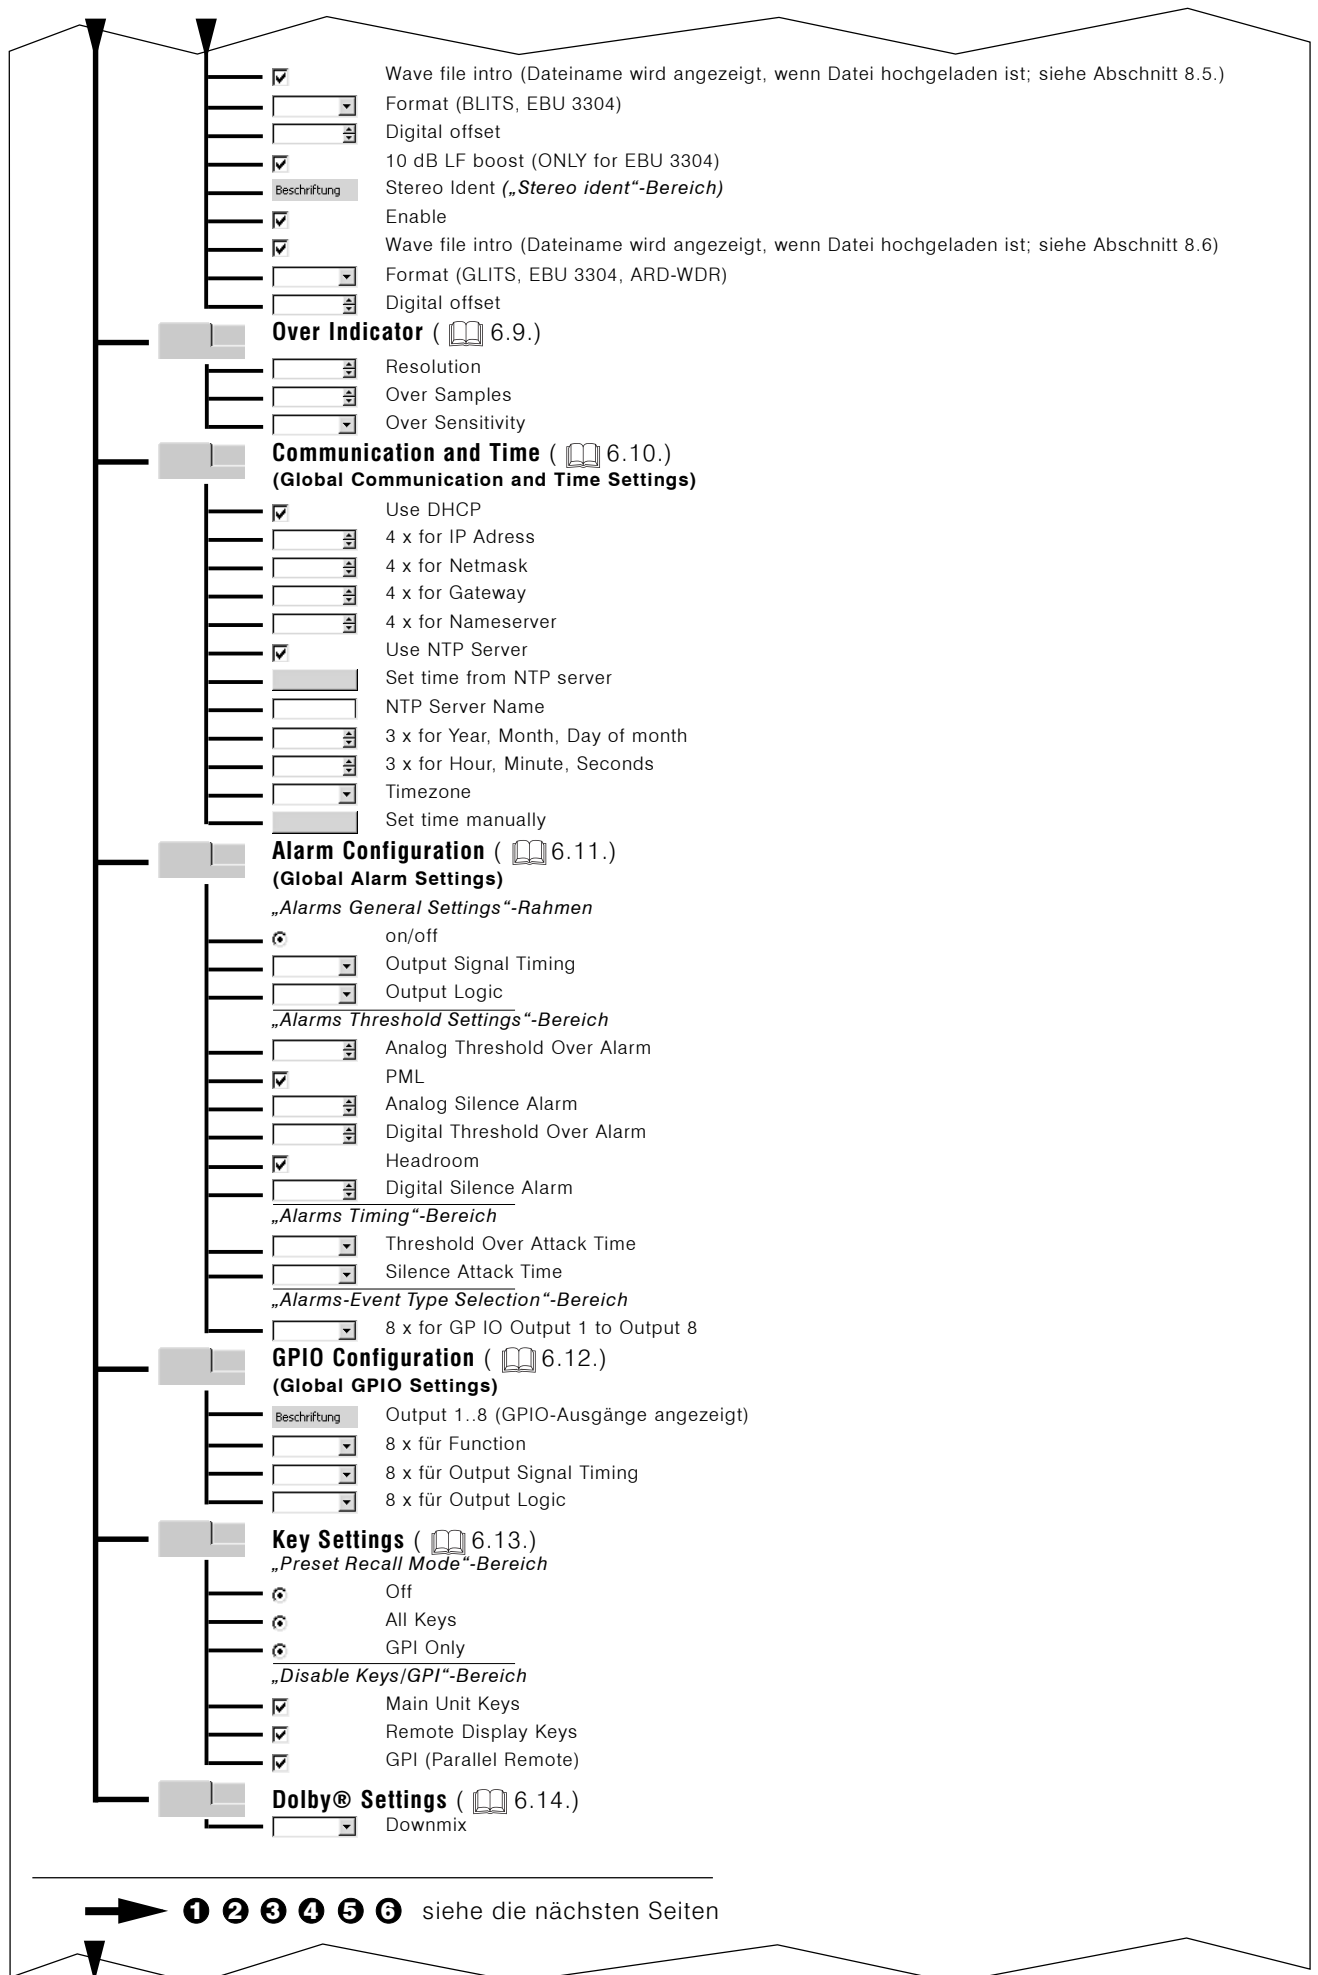 Wave file intro (Dateiname wird angezeigt, wenn Datei hochgeladen ist; siehe Abschnitt 8.5.)
Format (BLITS, EBU 3304)
Digital offset
10 dB LF boost (ONLY for EBU 3304)
Beschriftung Stereo Ident („Stereo ident“-Bereich)
Enable
Wave file intro (Dateiname wird angezeigt, wenn Datei hochgeladen ist; siehe Abschnitt 8.6)
Format (GLITS, EBU 3304, ARD-WDR)
Digital offset
Over Indicator ( 6.9.)
Resolution
Over Samples
Over Sensitivity
Communication and Time ( 6.10.)
(Global Communication and Time Settings)
Use DHCP
4 x for IP Adress
4 x for Netmask
4 x for Gateway
4 x for Nameserver
Use NTP Server
Set time from NTP server
NTP Server Name
3 x for Year, Month, Day of month
3 x for Hour, Minute, Seconds
Timezone
Set time manually
Alarm Configuration ( 6.11.)
(Global Alarm Settings)
„Alarms General Settings“-Rahmen
on/off
Output Signal Timing
Output Logic
„Alarms Threshold Settings“-Bereich
Analog Threshold Over Alarm
PML
Analog Silence Alarm
Digital Threshold Over Alarm
Headroom
Digital Silence Alarm
„Alarms Timing“-Bereich
Threshold Over Attack Time
Silence Attack Time
„Alarms-Event Type Selection“-Bereich
8 x for GP IO Output 1 to Output 8
GPIO Configuration ( 6.12.)
(Global GPIO Settings)
Beschriftung Output 1..8 (GPIO-Ausgänge angezeigt)
8 x für Function
8 x für Output Signal Timing
8 x für Output Logic
Key Settings ( 6.13.)
„Preset Recall Mode“-Bereich
Off
All Keys
GPI Only
„Disable Keys/GPI“-Bereich
Main Unit Keys
Remote Display Keys
GPI (Parallel Remote)
Dolby® Settings ( 6.14.)
Downmix
❶ ❷ ❸ ❹ ❺ ❻ siehe die nächsten Seiten